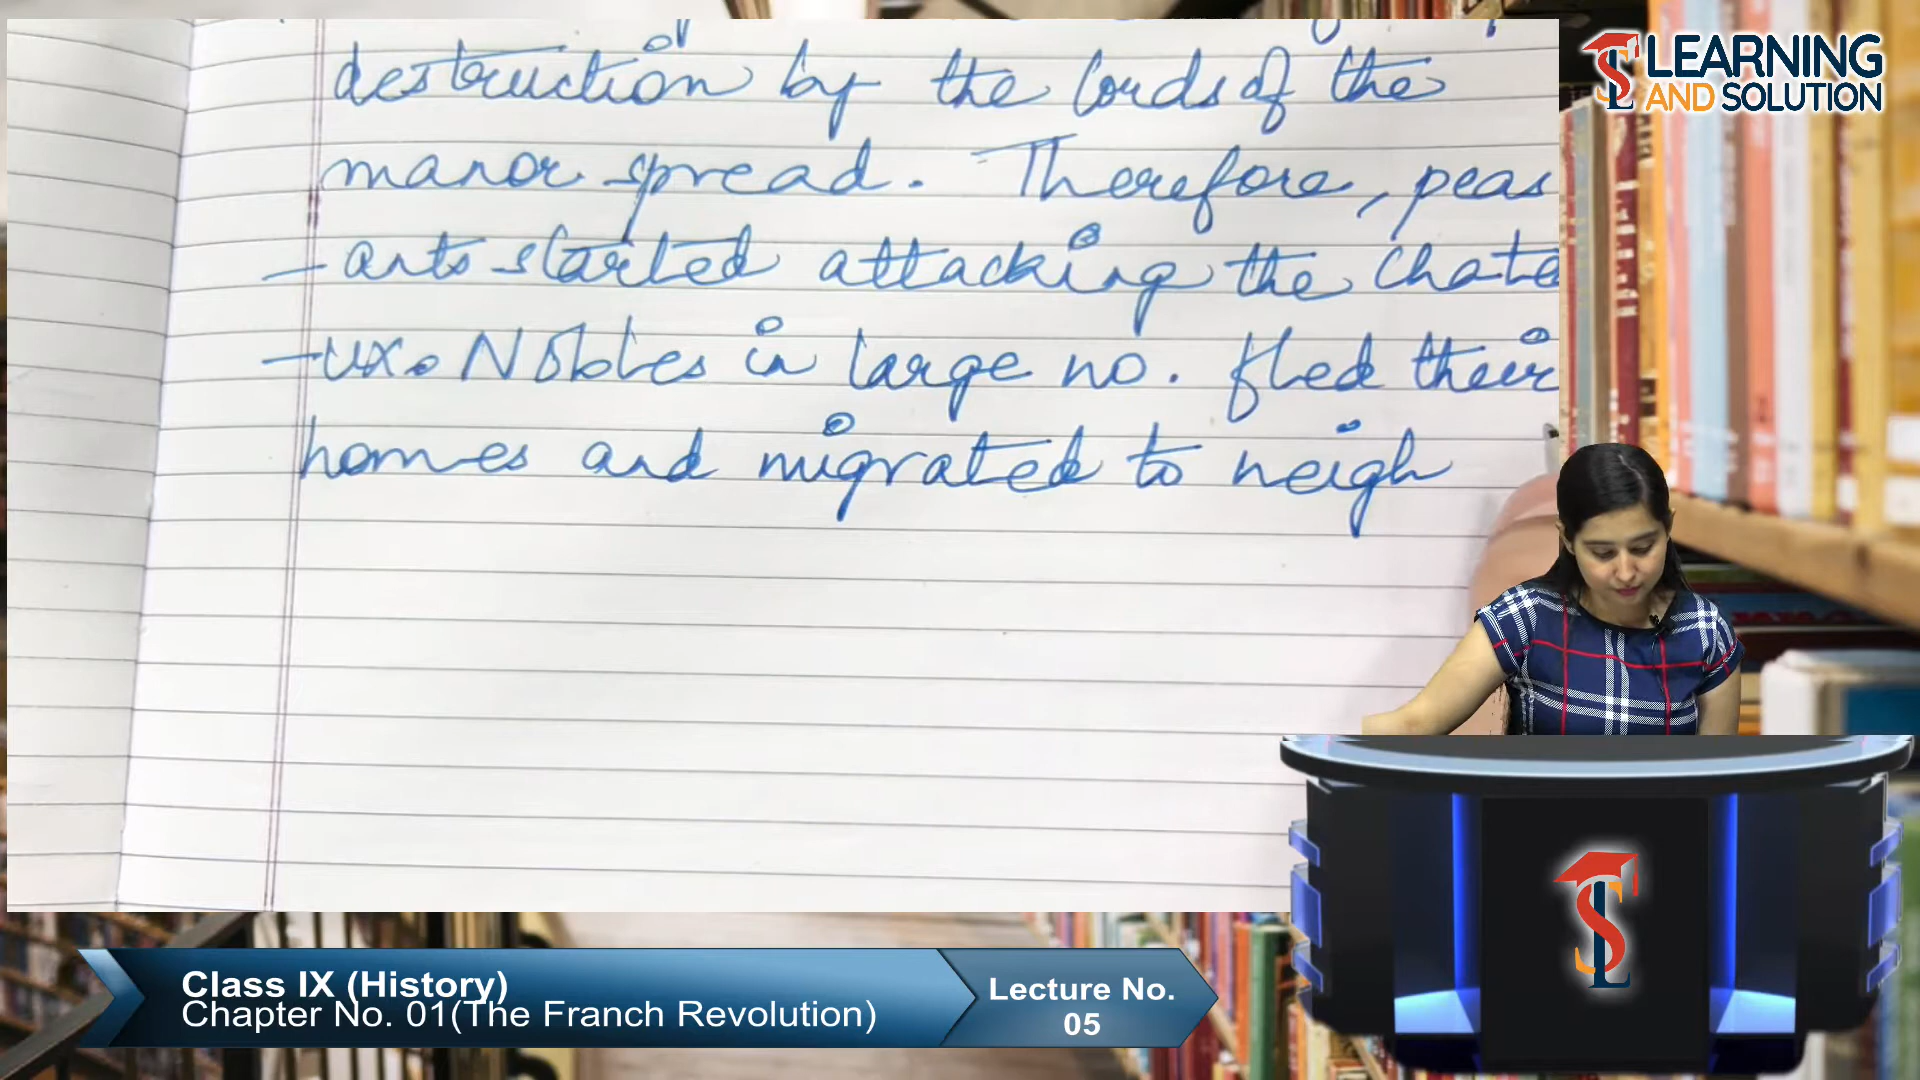 destruction by the lords of the
manor spread. Therefore, peas
-ants started attacking the chate
-ux. Nobles in large no. fled their
homes and migrated to neigh
LEARNING
AND SOLUTION
Class IX (History)
Chapter No. 01(The Franch Revolution)
Lecture No.
05